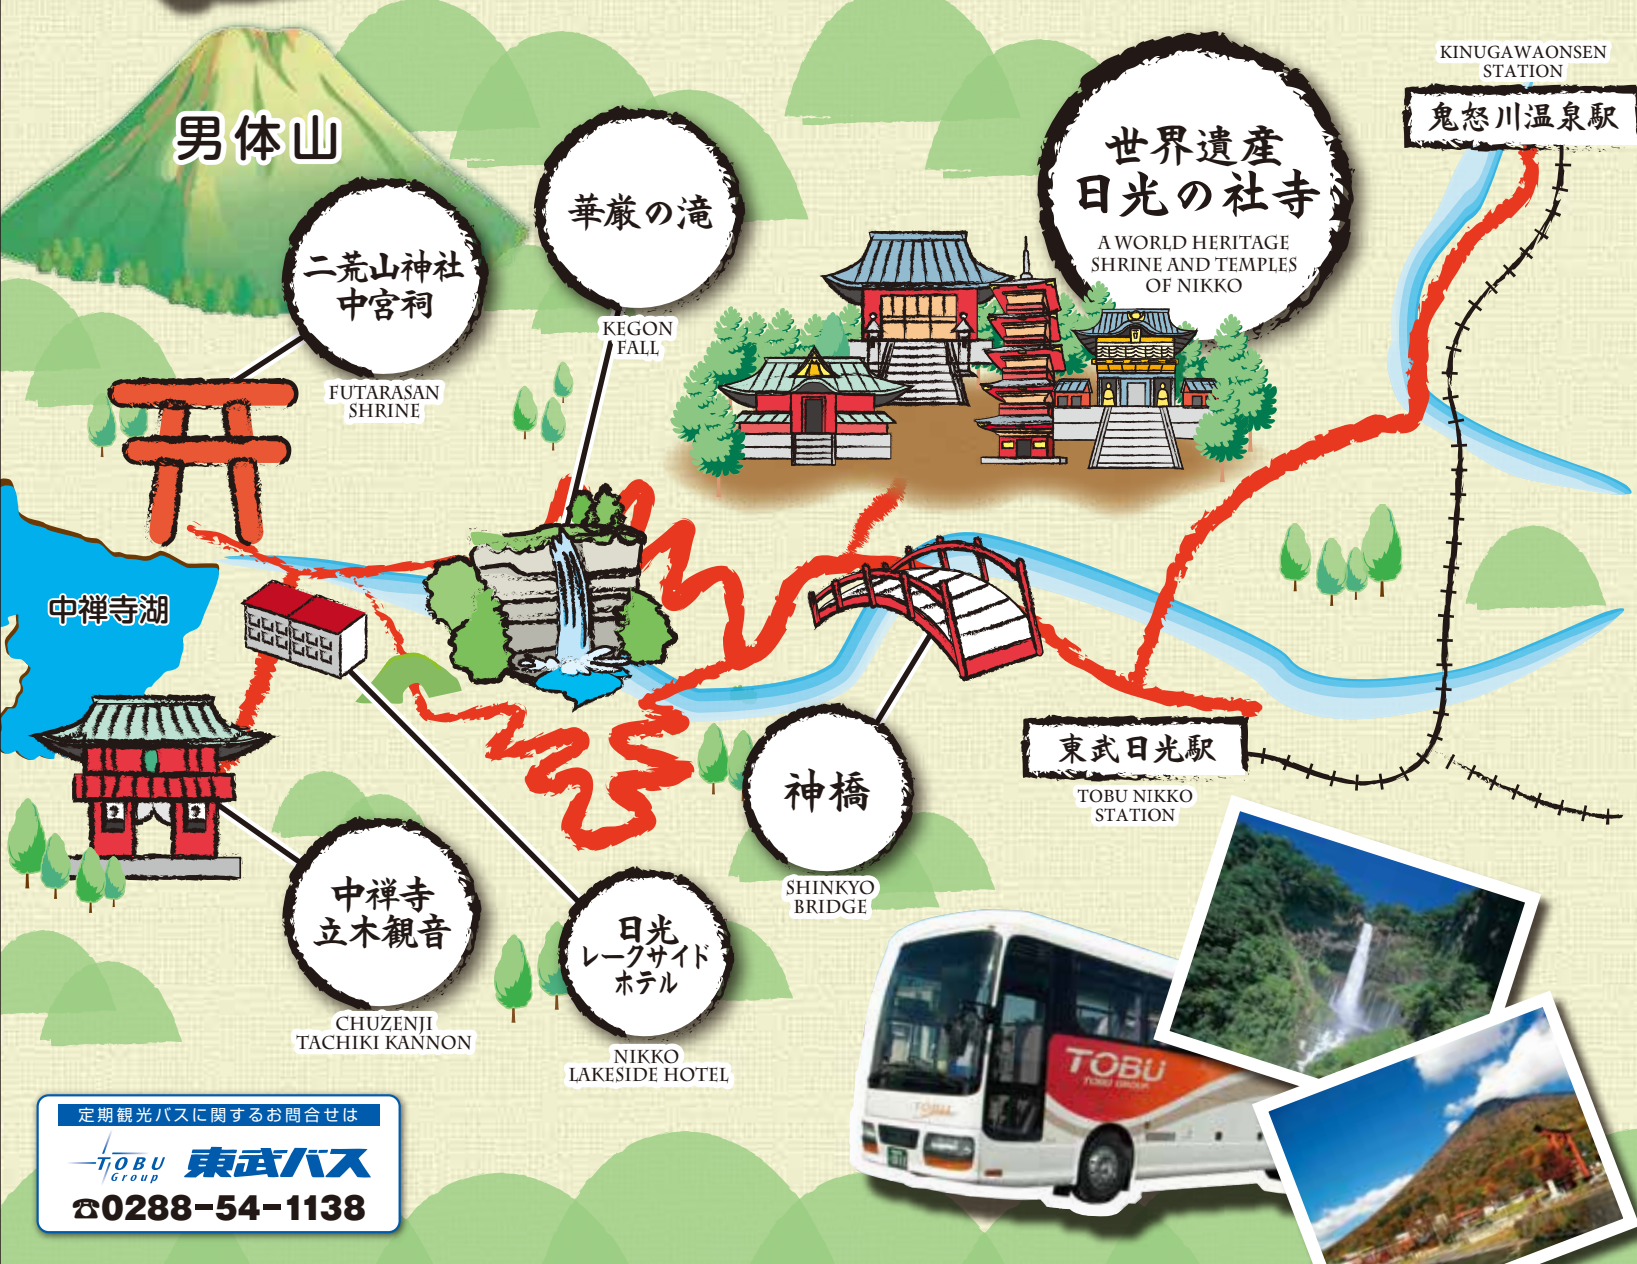 男体山
二荒山神社
中宮祠
FUTARASAN
SHRINE
華厳の滝
KEGON
FALL
世界遺産
日光の社寺
A WORLD HERITAGE
SHRINE AND TEMPLES
OF NIKKO
KINUGAWAONSEN
STATION
鬼怒川温泉駅
中禅寺湖
東武日光駅
TOBU NIKKO
STATION
神橋
SHINKYO
BRIDGE
中禅寺
立木観音
CHUZENJI
TACHIKI KANNON
日光
レークサイド
ホテル
NIKKO
LAKESIDE HOTEL
TOBU
TOBU GROUP
TOBU
定期観光バスに関するお問合せは
TOBU
Group
東武バス
☎0288-54-1138